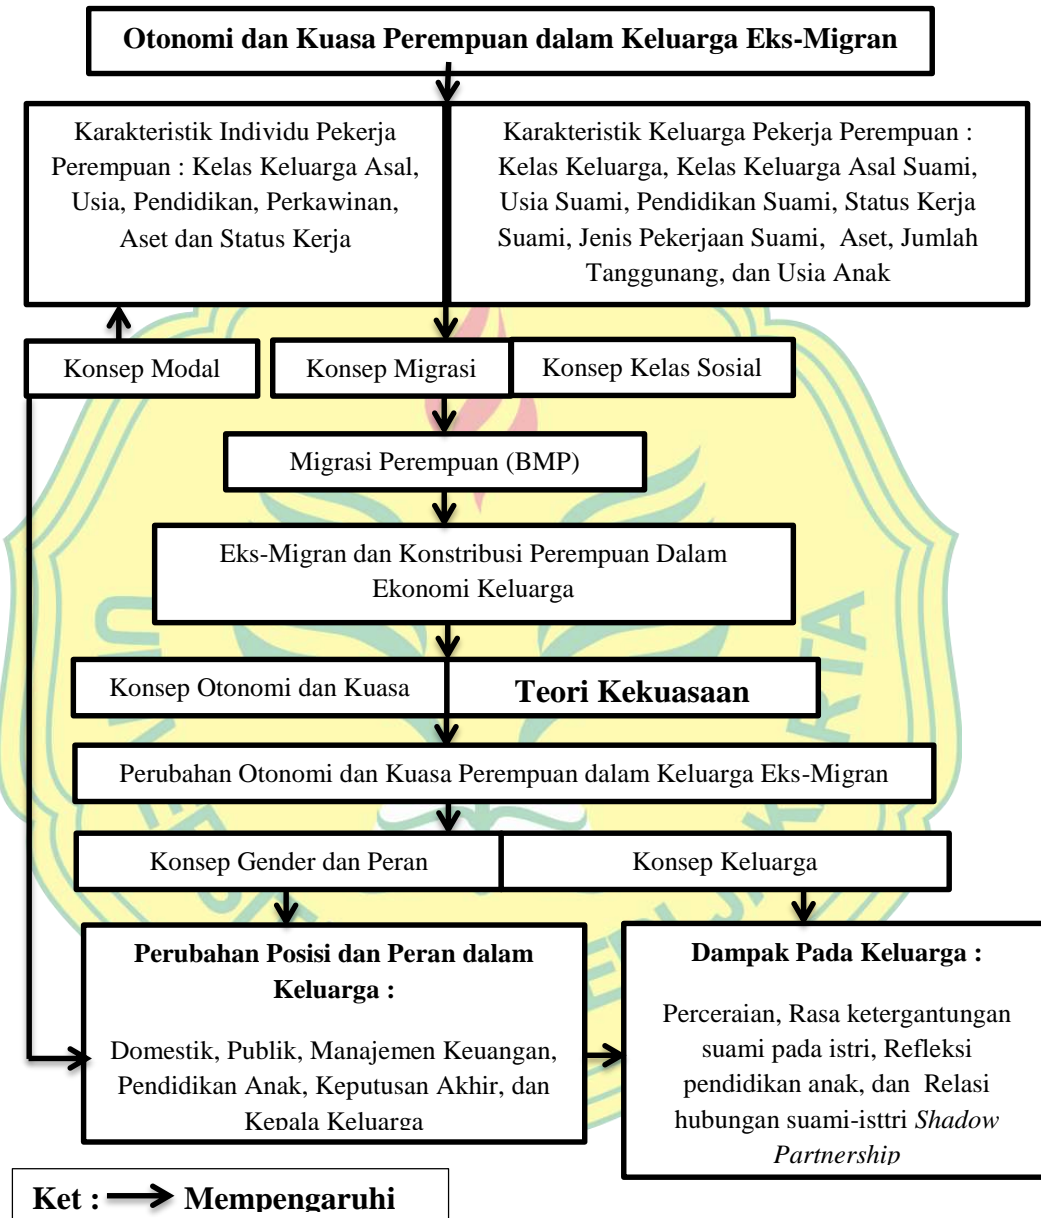 Otonomi dan Kuasa Perempuan dalam Keluarga Eks-Migran
Karakteristik Individu Pekerja
Perempuan : Kelas Keluarga Asal,
Usia, Pendidikan, Perkawinan,
Aset dan Status Kerja
Karakteristik Keluarga Pekerja Perempuan :
Kelas Keluarga, Kelas Keluarga Asal Suami,
Usia Suami, Pendidikan Suami, Status Kerja
Suami, Jenis Pekerjaan Suami, Aset, Jumlah
Tanggunang, dan Usia Anak
Konsep Modal
Konsep Migrasi
Konsep Kelas Sosial
Migrasi Perempuan (BMP)
Eks-Migran dan Konstribusi Perempuan Dalam
Ekonomi Keluarga
Konsep Otonomi dan Kuasa
Teori Kekuasaan
Perubahan Otonomi dan Kuasa Perempuan dalam Keluarga Eks-Migran
Konsep Gender dan Peran
Konsep Keluarga
Perubahan Posisi dan Peran dalam
Keluarga :
Domestik, Publik, Manajemen Keuangan,
Pendidikan Anak, Keputusan Akhir, dan
Kepala Keluarga
Dampak Pada Keluarga :
Perceraian, Rasa ketergantungan
suami pada istri, Refleksi
pendidikan anak, dan Relasi
hubungan suami-isttri Shadow
Partnership
Ket : Mempengaruhi